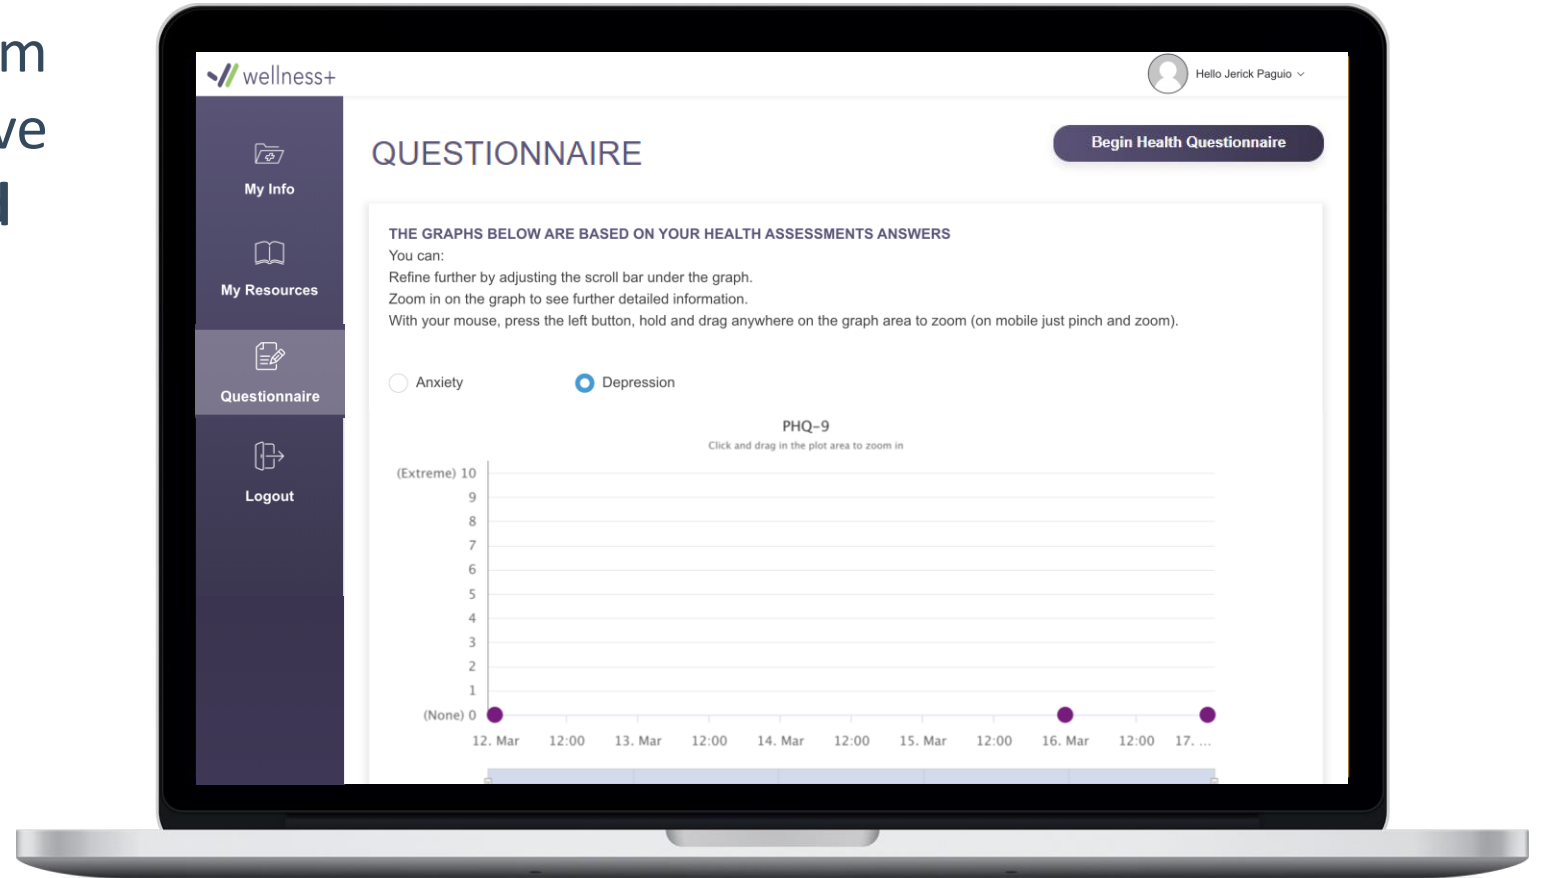 m
ve
wellness+
Hello Jerick Paguio
My Info
My Resources
Questionnaire
Logout
QUESTIONNAIRE
Begin Health Questionnaire
THE GRAPHS BELOW ARE BASED ON YOUR HEALTH ASSESSMENTS ANSWERS
You can:
Refine further by adjusting the scroll bar under the graph.
Zoom in on the graph to see further detailed information.
With your mouse, press the left button, hold and drag anywhere on the graph area to zoom (on mobile just pinch and zoom).
Anxiety Depression
PHQ-9
Click and drag in the plot area to zoom in
(Extreme) 10
9
8
7
6
5
4
3
2
1
(None) 0
12. Mar 12:00 13. Mar 12:00 14. Mar 12:00 15. Mar 12:00 16. Mar 12:00 17. ...